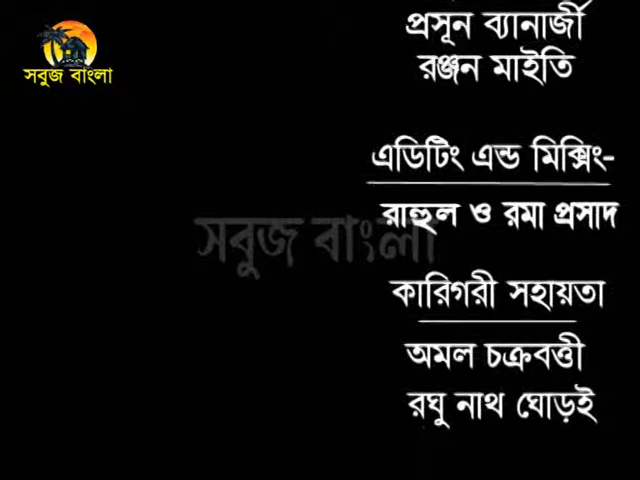 প্রসূন ব্যানার্জী
রঞ্জন মাইতি
সবুজ বাংলা
এডিটিং এন্ড মিক্সিং-
রাহুল ও রমা প্রসাদ
সবুজ বাংলা
কারিগরী সহায়তা
অমল চক্রবর্ত্তী
রঘু নাথ ঘোড়ই